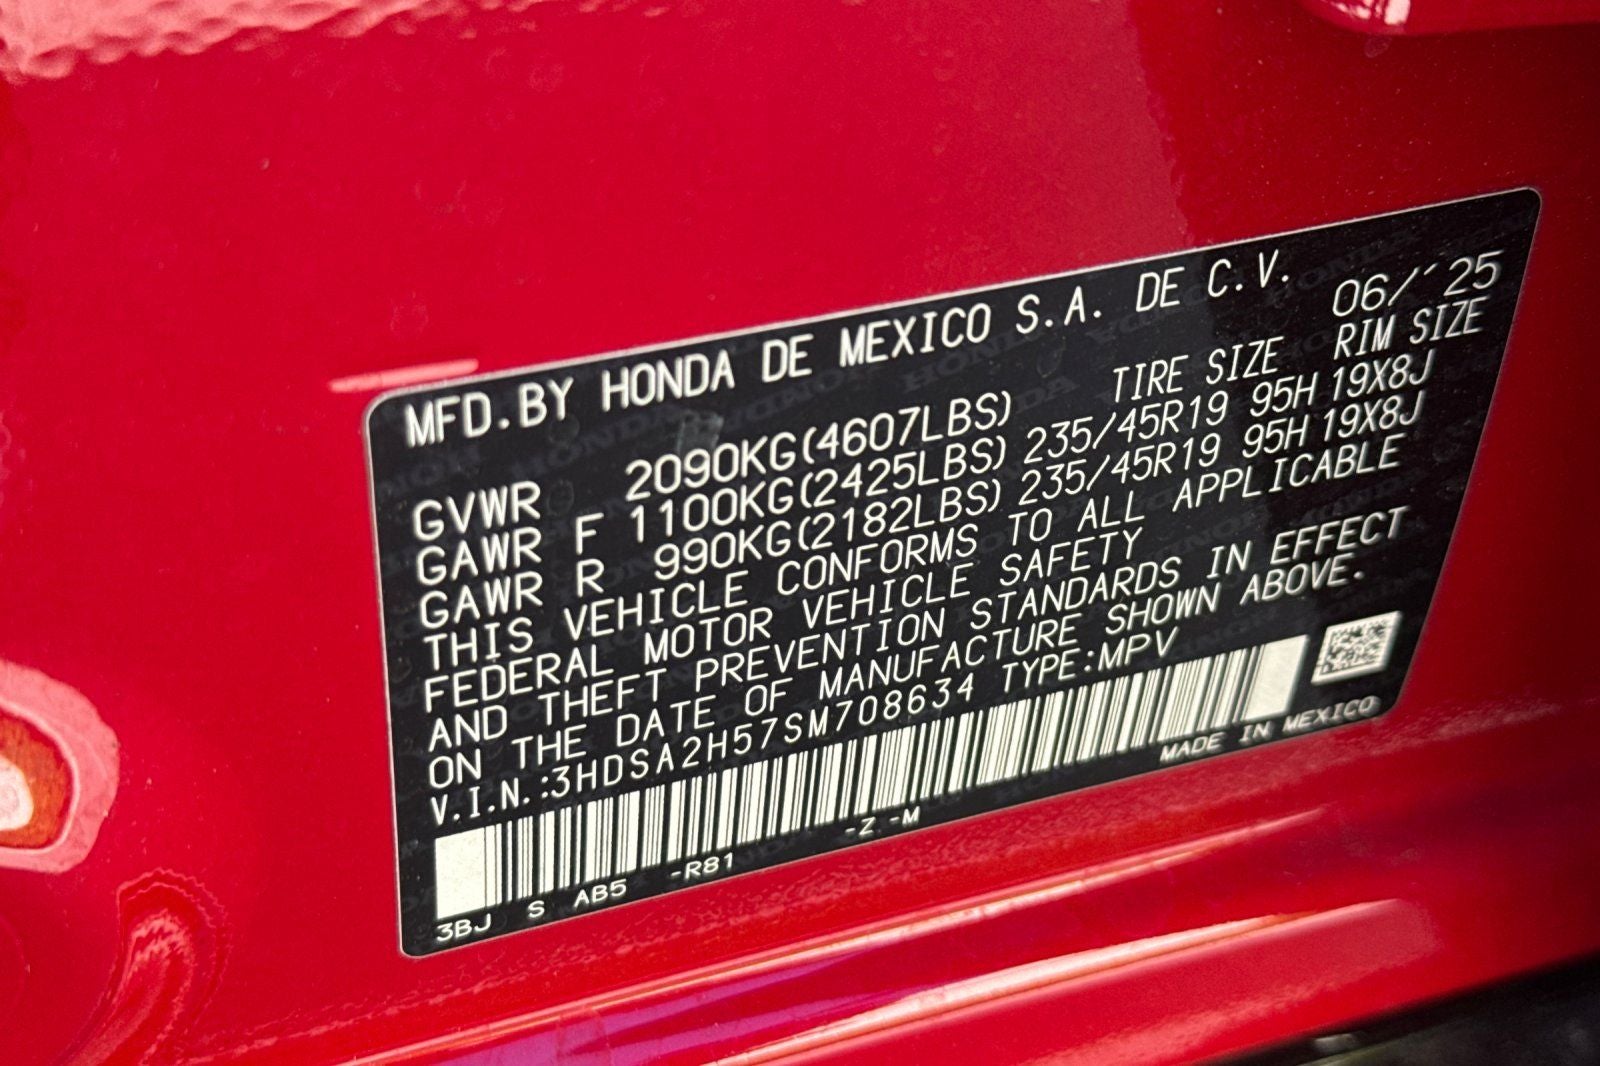 MFD.BY HONDA DE MEXICO S.A. DE C.V. 06/´25
TIRE SIZE RIM SIZE
GVWR 2090KG(4607LBS)
GAWR F 1100KG(2425LBS) 235/45R19 95H 19X8J
GAWR R 990KG(2182LBS) 235/45R19 95H 19X8J
THIS VEHICLE CONFORMS TO ALL APPLICABLE
FEDERAL MOTOR VEHICLE SAFETY
AND THEFT PREVENTION STANDARDS IN EFFECT
ON THE DATE OF MANUFACTURE SHOWN ABOVE.
V.I.N.:3HDSA2H57SM708634 TYPE:MPV
MADE IN MEXICO
3BJ S AB5 -R81 -Z -M